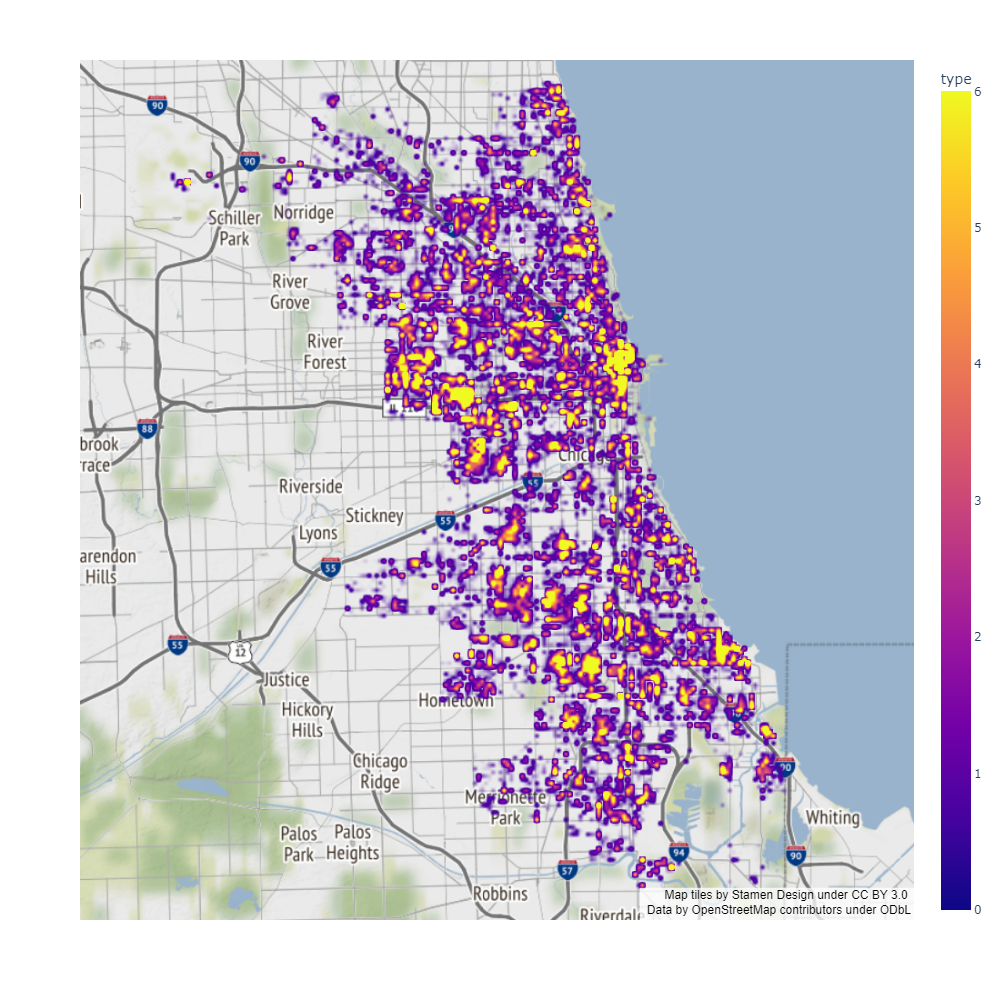 type
6
5
4
3
2
1
0
90
90
Schiller
Park
Norridge
River
Grove
River
Forest
88
brook
rrace
Riverside
Stickney
Lyons
55
55
55
arendon
Hills
55
12
Justice
Hickory
Hills
Hometown
Chicago
Ridge
Palos
Park
Palos
Heights
Robbins
Park
57
94
90
90
Whiting
Riverdale
Map tiles by Stamen Design under CC BY 3.0
Data by OpenStreetMap contributors under ODbL